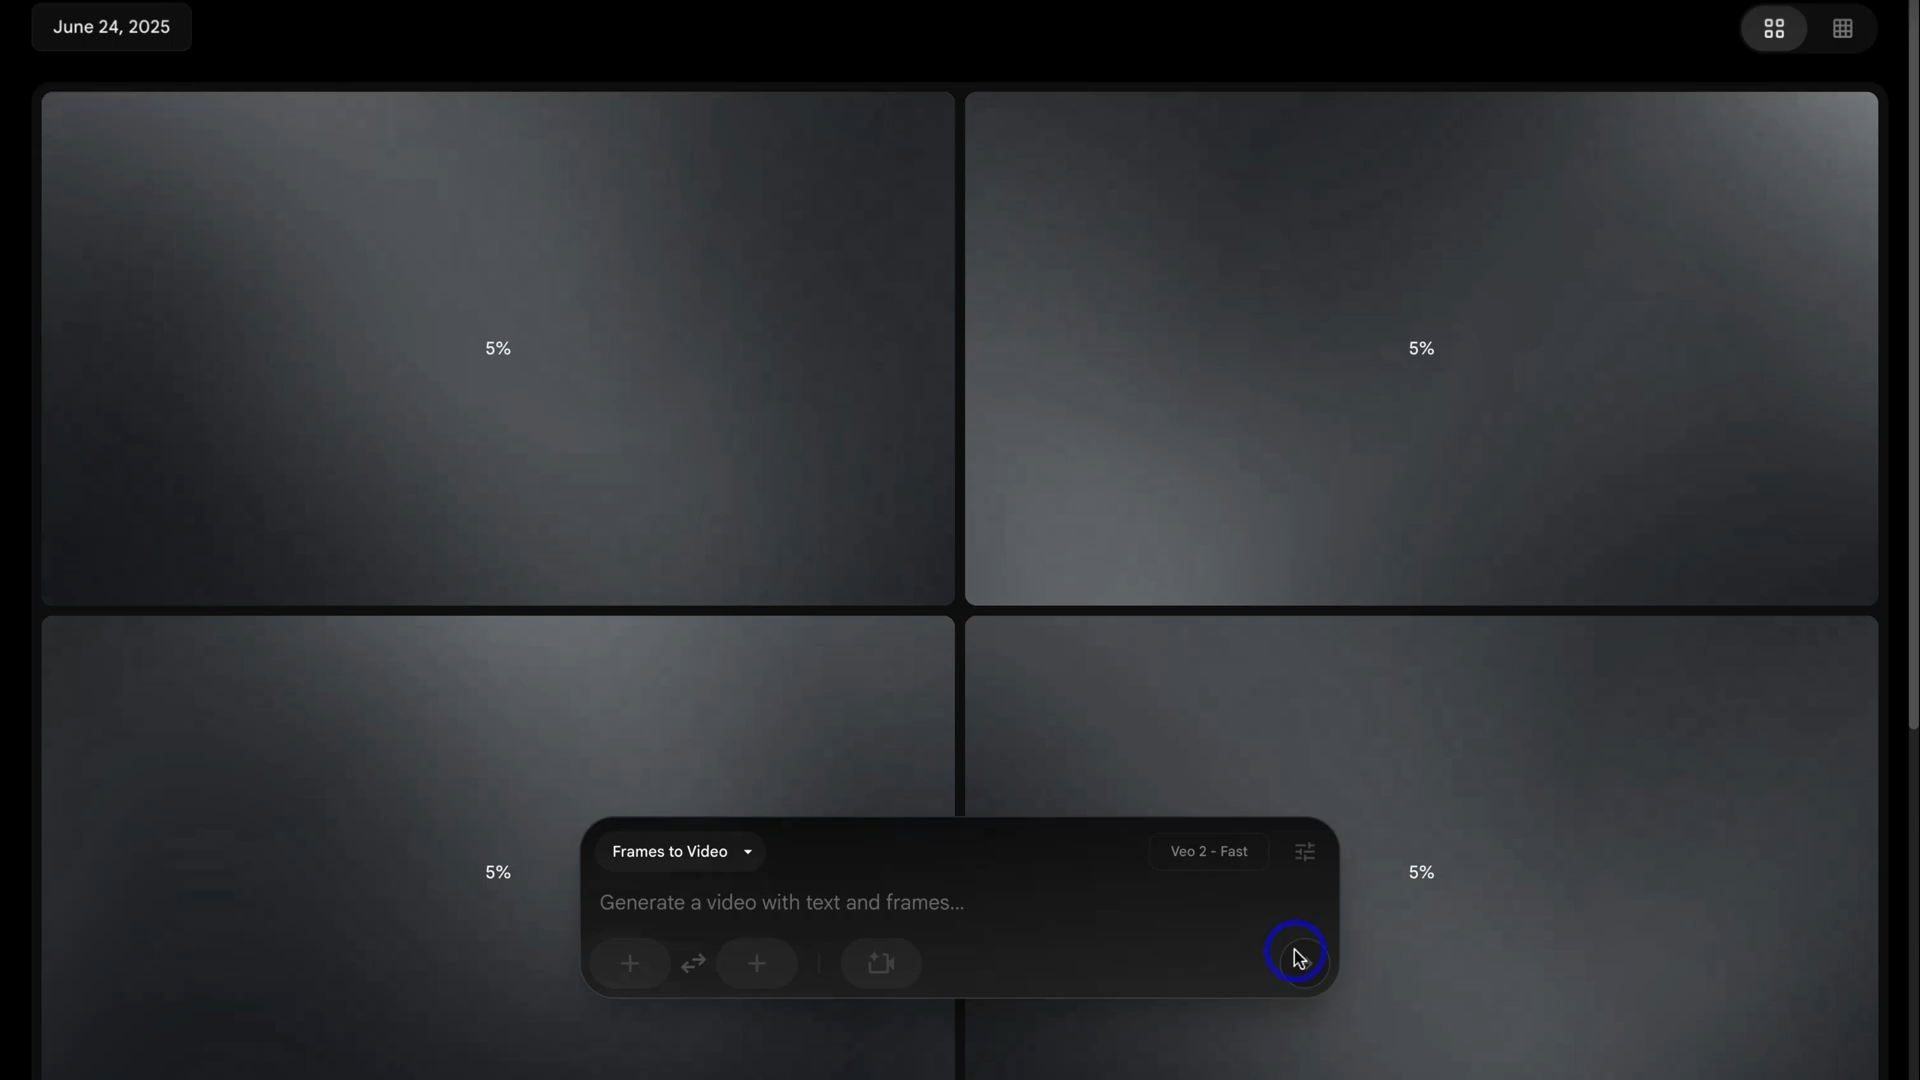 June 24, 2025
5%
5%
5%
5%
Frames to Video
Veo 2 - Fast
Generate a video with text and frames...